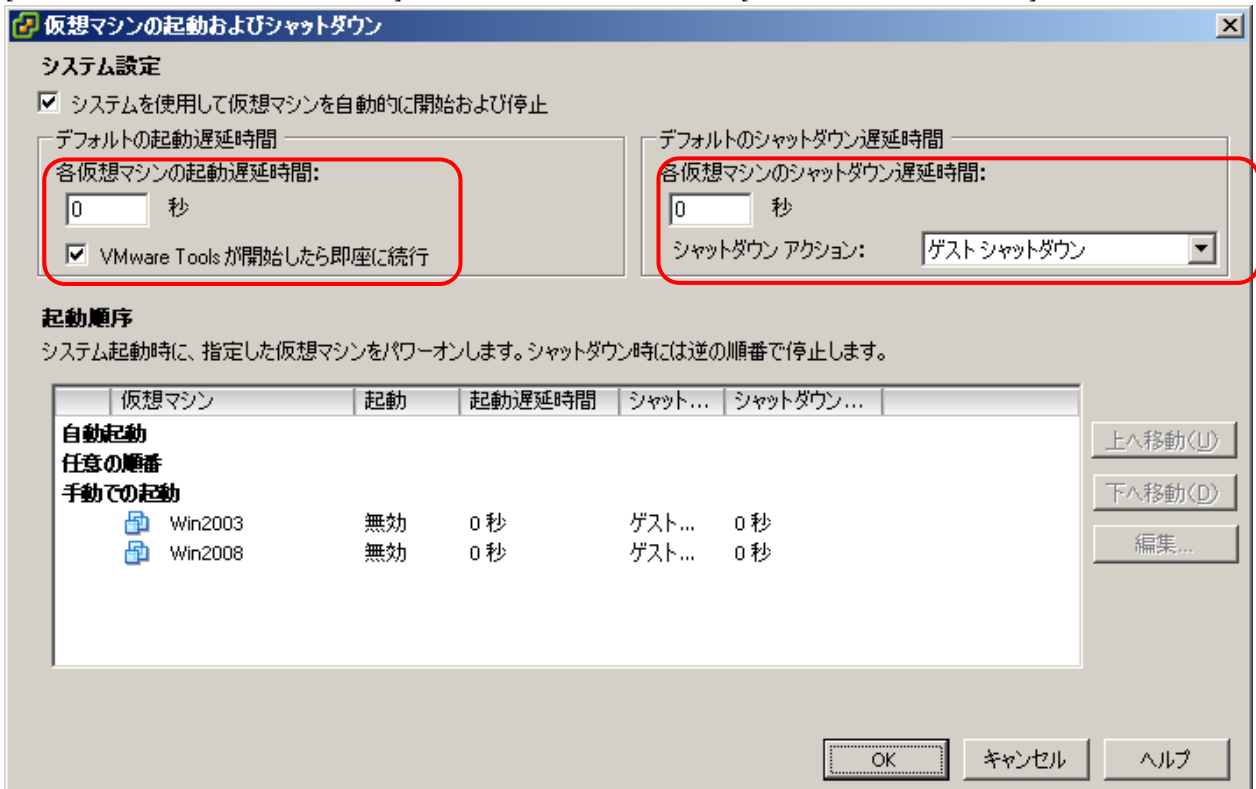 仮想マシンの起動およびシャットダウン
システム設定
システムを使用して仮想マシンを自動的に開始および停止
デフォルトの起動遅延時間
各仮想マシンの起動遅延時間:
0 秒
VMware Tools が開始したら即座に続行
デフォルトのシャットダウン遅延時間
各仮想マシンのシャットダウン遅延時間:
0 秒
シャットダウン アクション: ゲスト シャットダウン
起動順序
システム起動時に、指定した仮想マシンをパワーオンします。シャットダウン時には逆の順番で停止します。
仮想マシン 起動 起動遅延時間 シャット... シャットダウン...
自動起動
任意の順番
手動での起動
Win2003 無効 0 秒 ゲスト... 0 秒
Win2008 無効 0 秒 ゲスト... 0 秒
上へ移動(U)
下へ移動(D)
編集...
OK キャンセル ヘルプ